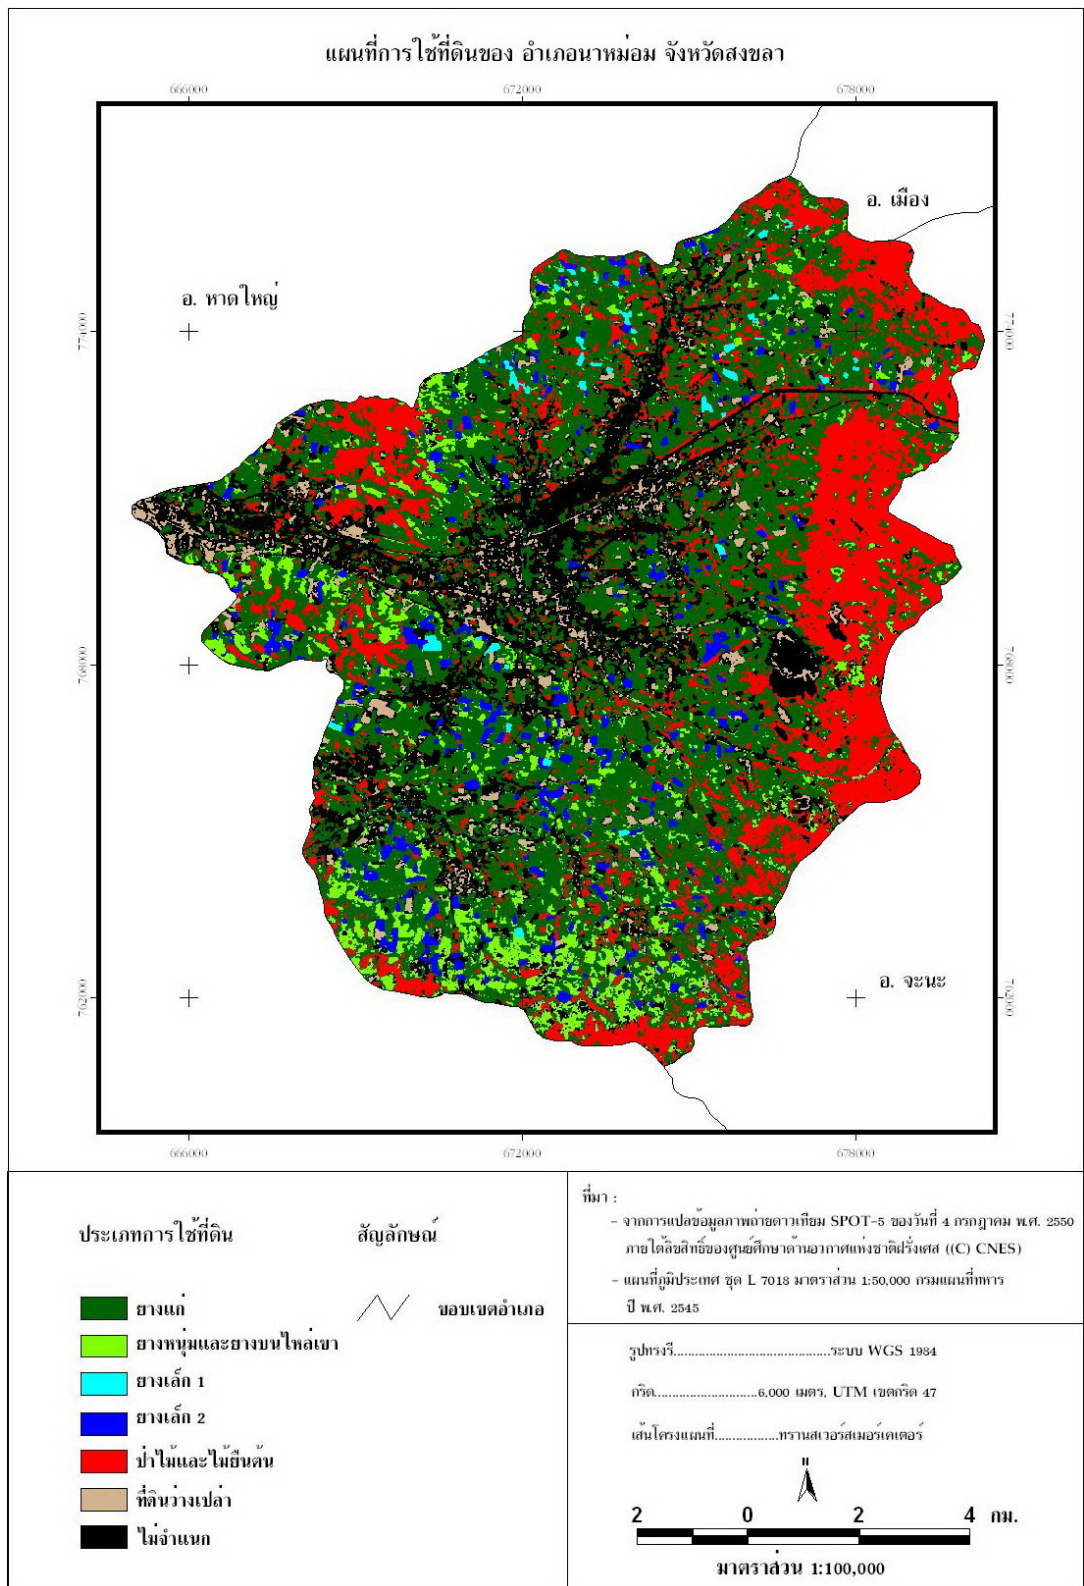 แผนที่การใช้ที่ดินของ อำเภอนาหม่อม จังหวัดสงขลา
666000 672000 678000
อ. เมือง
อ. หาดใหญ่
774000 774000
768000 768000
อ. จะนะ
762000 762000
666000 672000 678000
ประเภทการใช้ที่ดิน
สัญลักษณ์
ยางแก่
ขอบเขตอำเภอ
ยางหนุ่มและยางบนไหล่เขา
ยางเล็ก 1
ยางเล็ก 2
ป่าไม้และไม้ยืนต้น
ที่ดินว่างเปล่า
ไม่จำแนก
ที่มา :
- จากการแปลข้อมูลภาพถ่ายดาวเทียม SPOT-5 ของวันที่ 4 กรกฎาคม พ.ศ. 2550
ภายใต้ลิขสิทธิ์ของศูนย์ศึกษาด้านอวกาศแห่งชาติฝรั่งเศส ((C) CNES)
- แผนที่ภูมิประเทศ ชุด L 7018 มาตราส่วน 1:50,000 กรมแผนที่ทหาร
ปี พ.ศ. 2545
รูปทรงรี...........................................ระบบ WGS 1984
กริด............................6,000 เมตร, UTM เขตกริด 47
เส้นโครงแผนที่.................ทรานสเวอร์สเมอร์เคเตอร์
N
2 0 2 4 กม.
มาตราส่วน 1:100,000